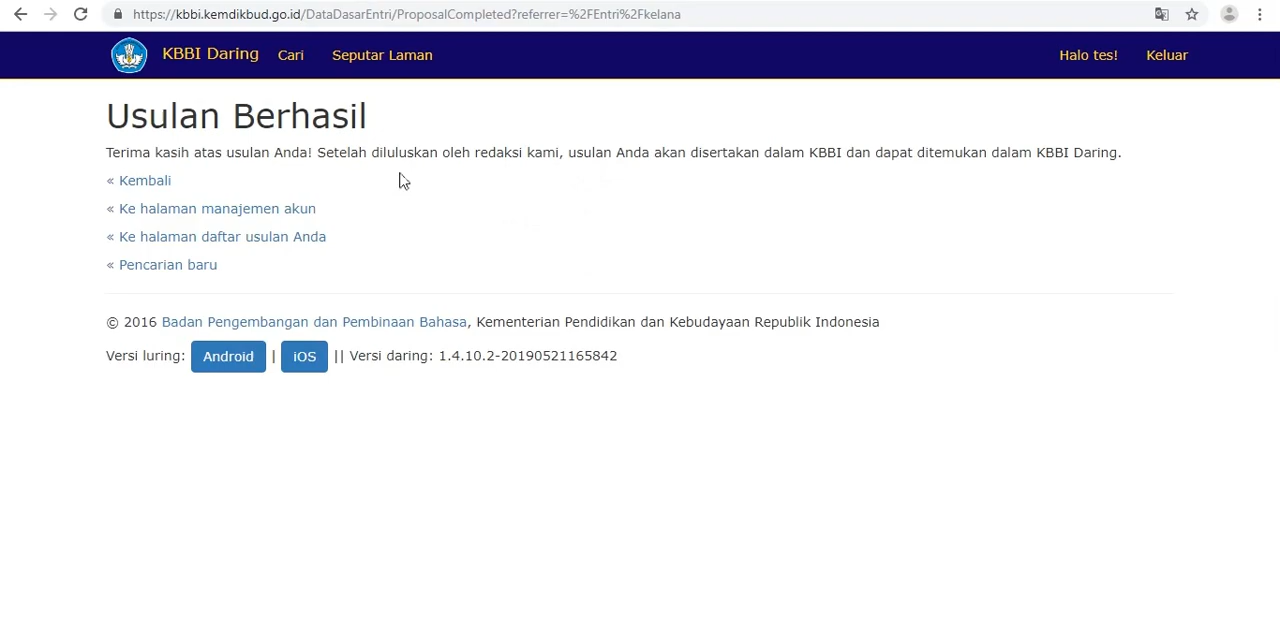 https://kbbi.kemdikbud.go.id/DataDasarEntri/ProposalCompleted?referrer=%2FEntri%2Fkelana
KBBI Daring Cari Seputar Laman Halo tes! Keluar
Usulan Berhasil
Terima kasih atas usulan Anda! Setelah diluluskan oleh redaksi kami, usulan Anda akan disertakan dalam KBBI dan dapat ditemukan dalam KBBI Daring.
« Kembali
« Ke halaman manajemen akun
« Ke halaman daftar usulan Anda
« Pencarian baru
© 2016 Badan Pengembangan dan Pembinaan Bahasa, Kementerian Pendidikan dan Kebudayaan Republik Indonesia
Versi luring: Android | iOS || Versi daring: 1.4.10.2-20190521165842